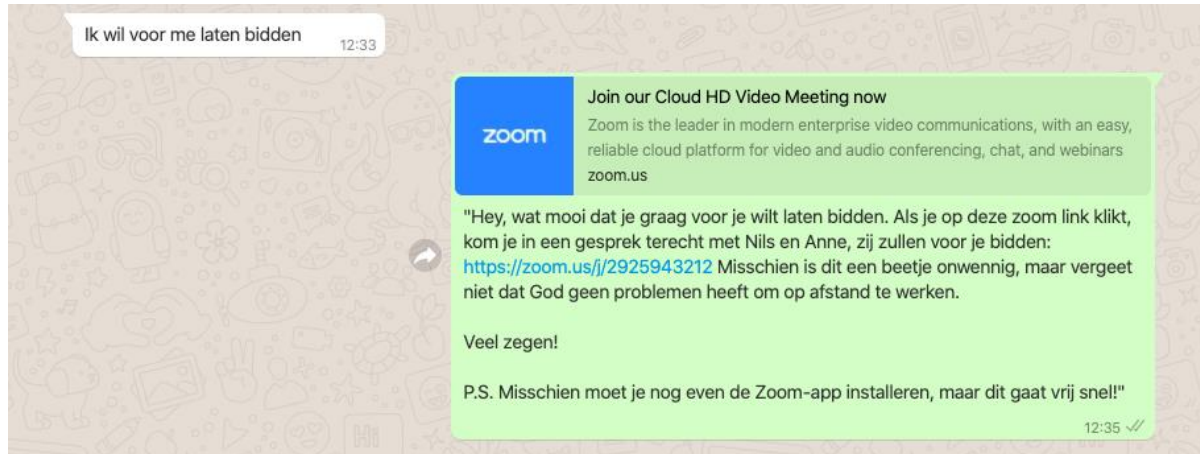 Ik wil voor me laten bidden
12:33
Join our Cloud HD Video Meeting now
zoom
Zoom is the leader in modern enterprise video communications, with an easy,
reliable cloud platform for video and audio conferencing, chat, and webinars
zoom.us
"Hey, wat mooi dat je graag voor je wilt laten bidden. Als je op deze zoom link klikt,
kom je in een gesprek terecht met Nils en Anne, zij zullen voor je bidden:
https://zoom.us/j/2925943212 Misschien is dit een beetje onwennig, maar vergeet
niet dat God geen problemen heeft om op afstand te werken.
Veel zegen!
P.S. Misschien moet je nog even de Zoom-app installeren, maar dit gaat vrij snel!"
12:35
Hi